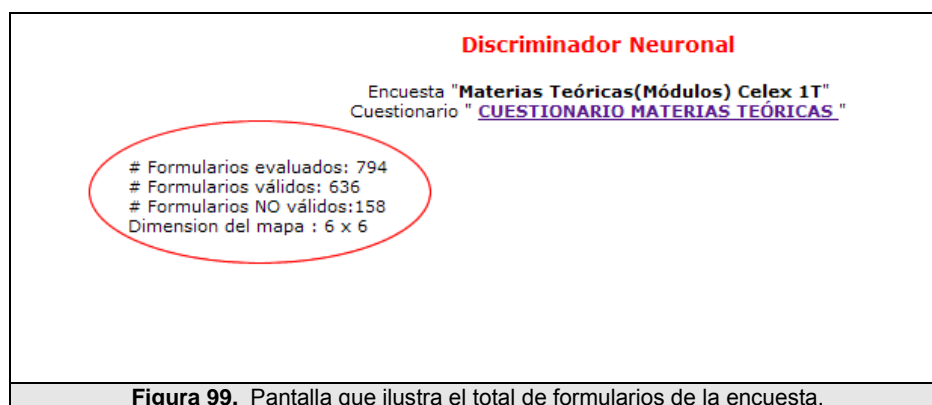 Discriminador Neuronal
Encuesta "Materias Teóricas(Módulos) Celex 1T"
Cuestionario " CUESTIONARIO MATERIAS TEÓRICAS "
# Formularios evaluados: 794
# Formularios válidos: 636
# Formularios NO válidos:158
Dimension del mapa : 6 x 6
Figura 99. Pantalla que ilustra el total de formularios de la encuesta.